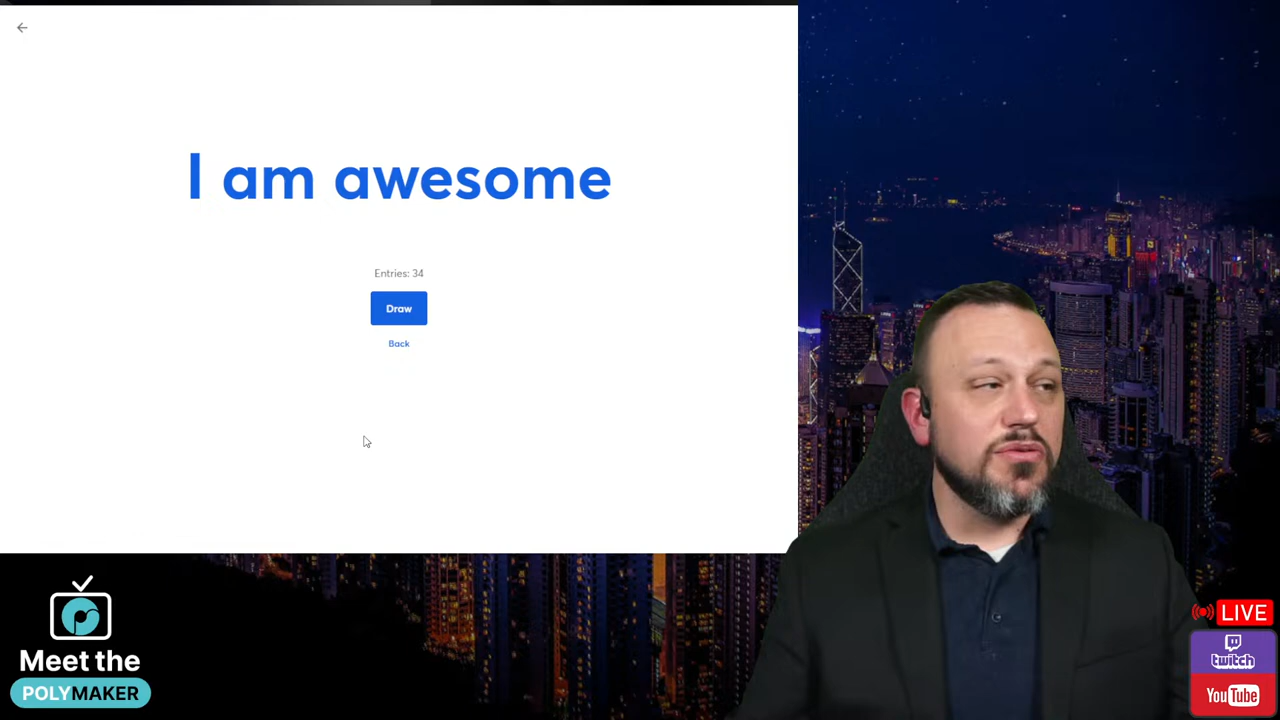 I am awesome
Entries: 34
Draw
Back
Meet the
POLYMAKER
LIVE
twitch
YouTube